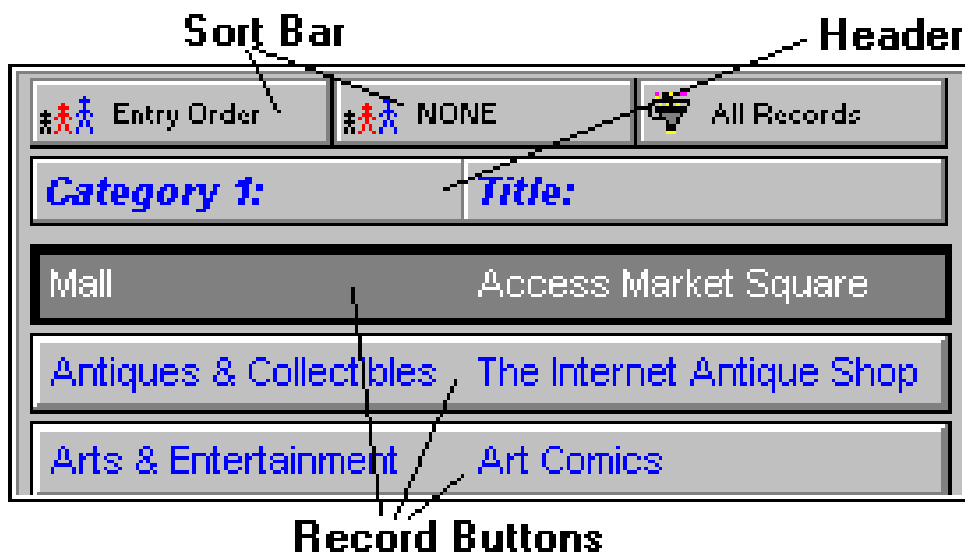 Sort Bar Header
Entry Order NONE All Records
Category 1: Title:
Mall Access Market Square
Antiques & Collectibles The Internet Antique Shop
Arts & Entertainment Art Comics
Record Buttons